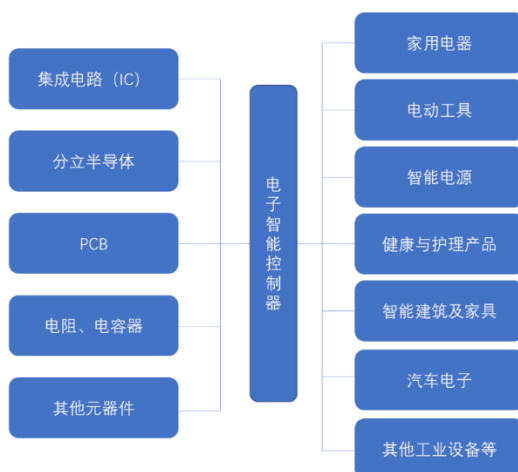 集成电路（IC）
分立半导体
PCB
电阻、电容器
其他元器件
电子智能控制器
家用电器
电动工具
智能电源
健康与护理产品
智能建筑及家具
汽车电子
其他工业设备等